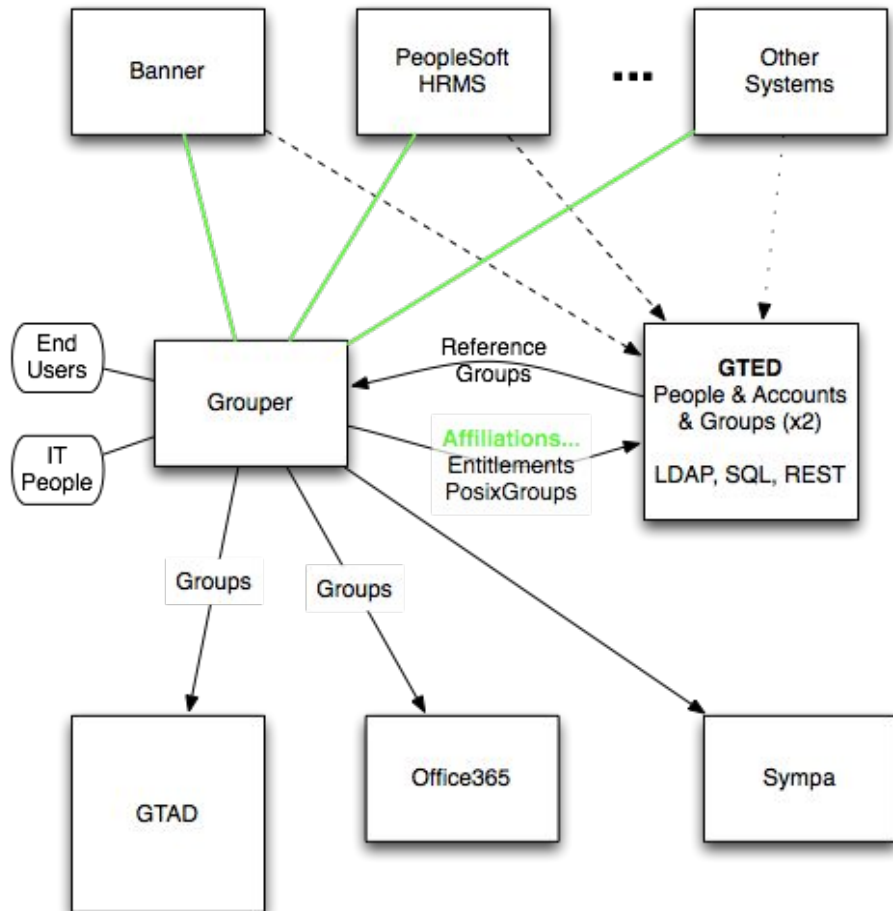 Banner
PeopleSoft
HRMS
...
Other
Systems
End
Users
Grouper
Reference
Groups
GTED
People & Accounts
& Groups (x2)
LDAP, SQL, REST
IT
People
Affiliations...
Entitlements
PosixGroups
Groups
Groups
GTAD
Office365
Sympa